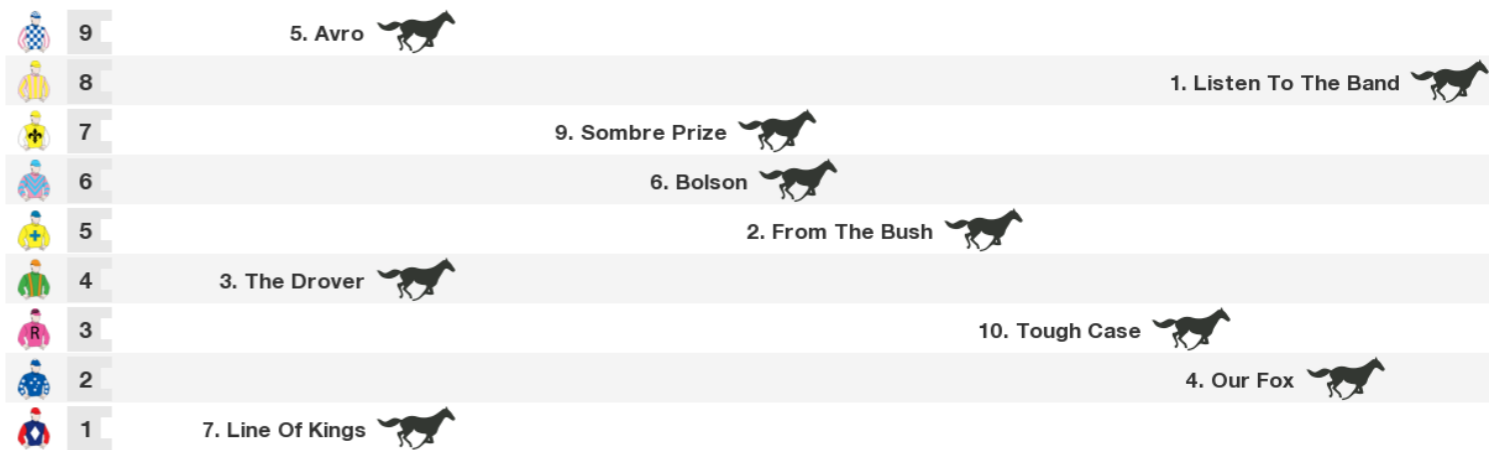 9 5. Avro
8 1. Listen To The Band
7 9. Sombre Prize
6 6. Bolson
5 2. From The Bush
4 3. The Drover
R 3 10. Tough Case
2 4. Our Fox
1 7. Line Of Kings